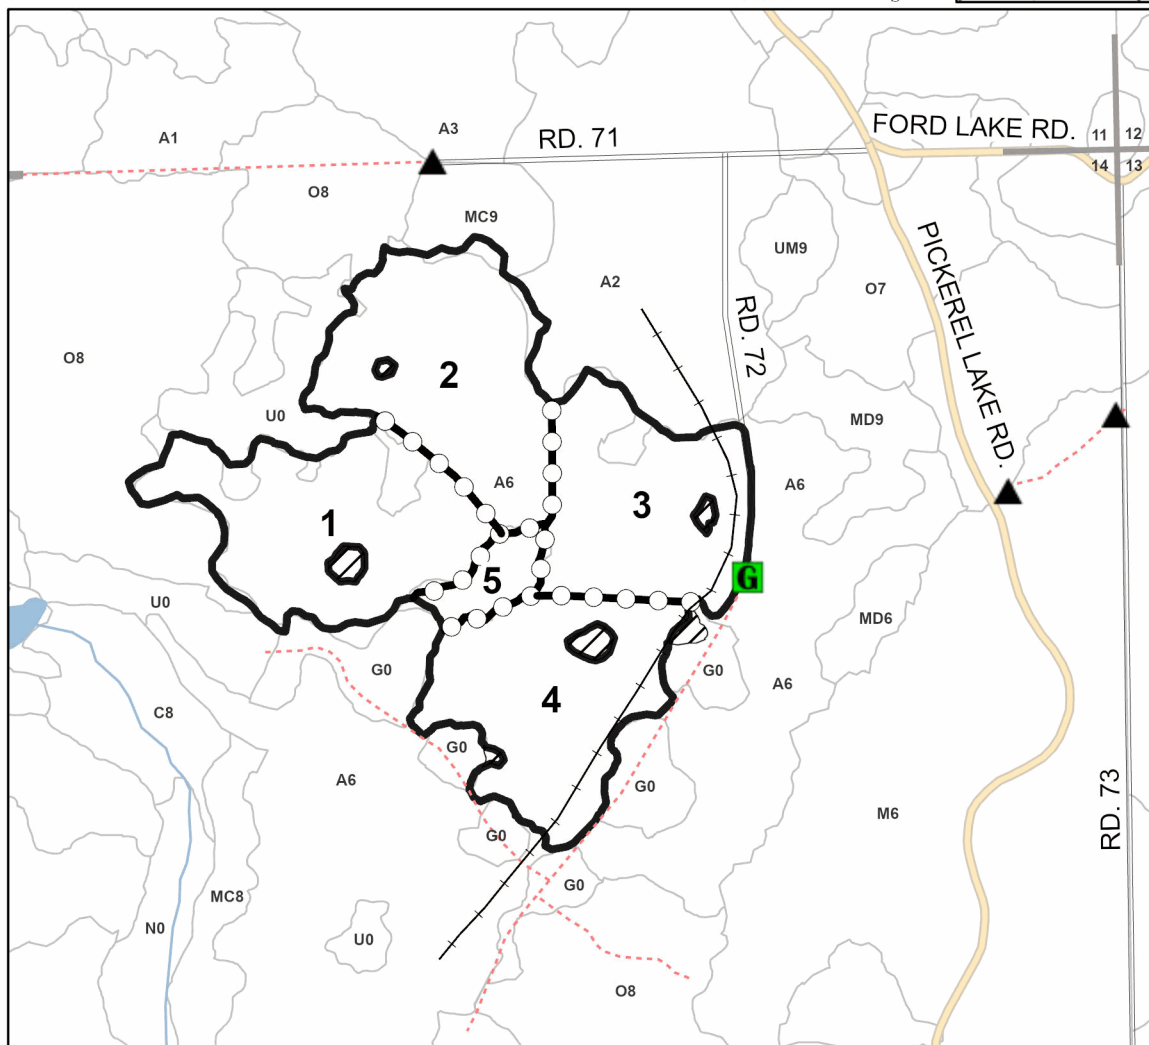 A3
A1
RD. 71
FORD LAKE RD.
11
12
14
13
O8
MC9
UM9
A2
O7
PICKEREL LAKE RD.
RD. 72
O8
2
U0
MD9
A6
A6
3
1
5
G
U0
MD6
G0
G0
A6
4
C8
G0
A6
G0
M6
RD. 73
G0
G0
MC8
N0
U0
O8